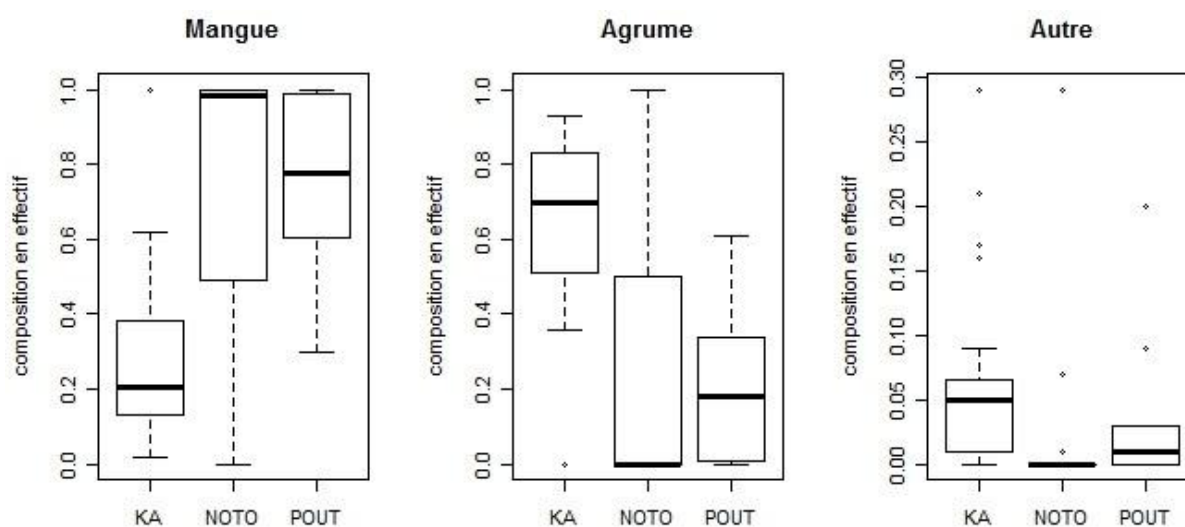 Mangue Agrume Autre
composition en effectif
0.0 0.2 0.4 0.6 0.8 1.0
KA NOTO POUT
composition en effectif
0.0 0.2 0.4 0.6 0.8 1.0
KA NOTO POUT
composition en effectif
0.00 0.05 0.10 0.15 0.20 0.25 0.30
KA NOTO POUT